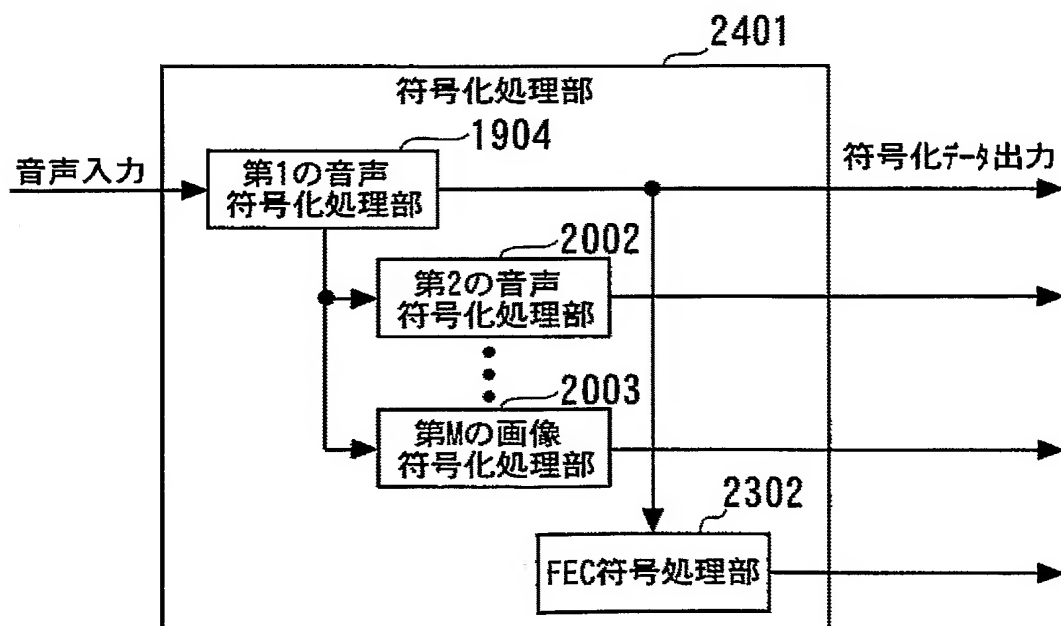 2401
符号化処理部
1904
音声入力
第1の音声
符号化処理部
符号化データ出力
2002
第2の音声
符号化処理部
2003
第Mの画像
符号化処理部
2302
FEC符号処理部